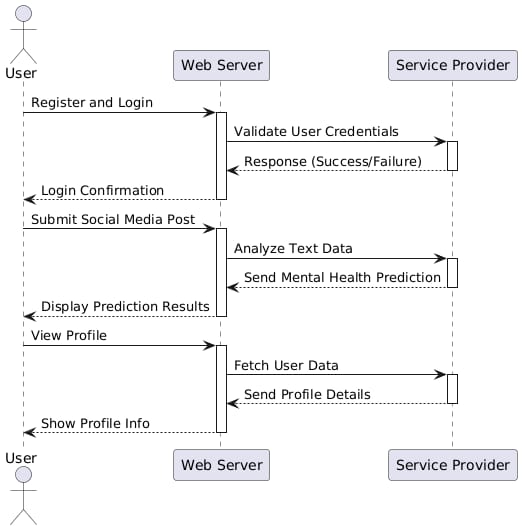 User
Web Server
Service Provider
Register and Login
Validate User Credentials
Response (Success/Failure)
Login Confirmation
Submit Social Media Post
Analyze Text Data
Send Mental Health Prediction
Display Prediction Results
View Profile
Fetch User Data
Send Profile Details
Show Profile Info
User
Web Server
Service Provider